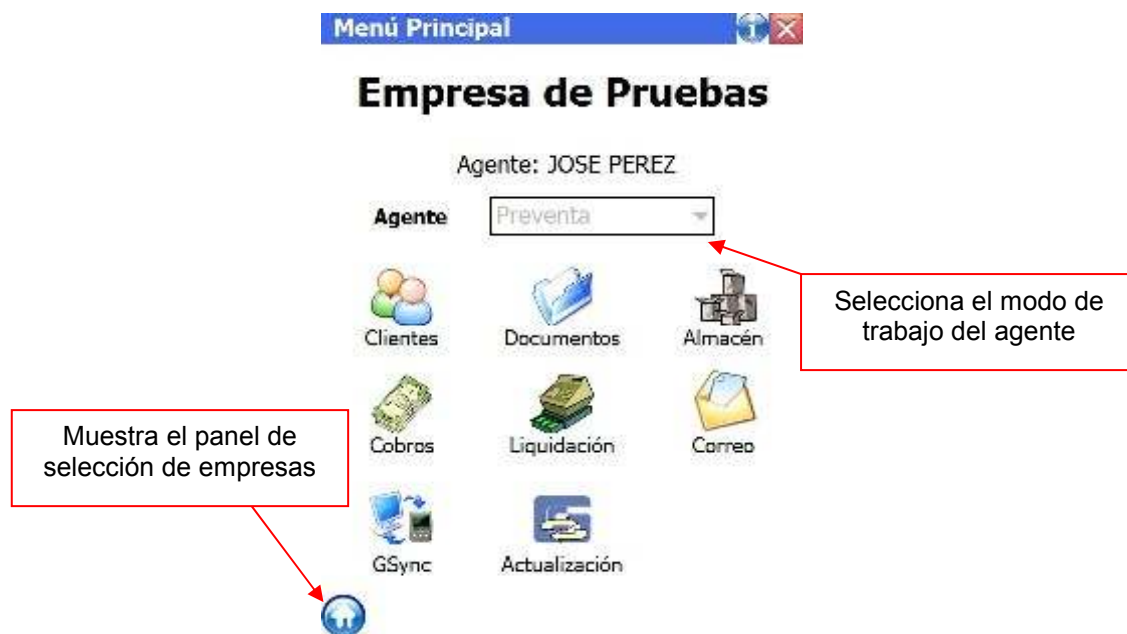 Menú Principal
Empresa de Pruebas
Agente: JOSE PEREZ
Agente Preventa
Selecciona el modo de
trabajo del agente
Clientes Documentos Almacén
Muestra el panel de
selección de empresas
Cobros Liquidación Correo
GSync Actualización